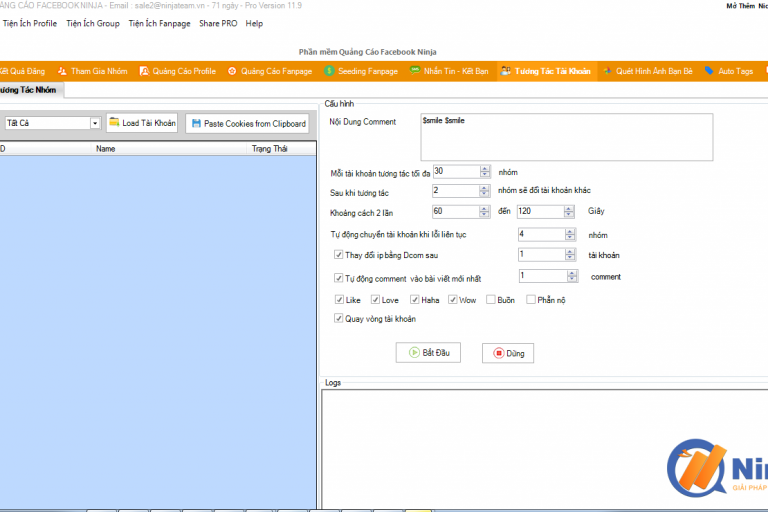 ẢNG CÁO FACEBOOK NINJA - Email : sale2@ninjateam.vn - 71 ngày - Pro Version 11.9
Mở Thêm
Tiện Ích Profile Tiện Ích Group Tiện Ích Fanpage Share PRO Help
Phần mềm Quảng Cáo Facebook Ninja
Kết Quả Đăng Tham Gia Nhóm Quảng Cáo Profile Quảng Cáo Fanpage Seeding Fanpage Nhắn Tin - Kết Bạn Tương Tác Tài Khoản Quét Hình Ảnh Bạn Bè Auto Tags
ương Tác Nhóm
Tất Cả Load Tài Khoản Paste Cookies from Clipboard
D Name Trạng Thái
Cấu hình
Nội Dung Comment $smile $smile
Mỗi tài khoản tương tác tối đa 30 nhóm
Sau khi tương tác 2 nhóm sẽ đổi tài khoản khác
Khoảng cách 2 lần 60 đến 120 Giây
Tự động chuyển tài khoản khi lỗi liên tục 4 nhóm
Thay đổi ip bằng Dcom sau 1 tài khoản
Tự động comment vào bài viết mới nhất 1 comment
Like Love Haha Wow Buồn Phẫn nộ
Quay vòng tài khoản
Bắt Đầu Dừng
Logs
Nin
GIẢI PHÁP